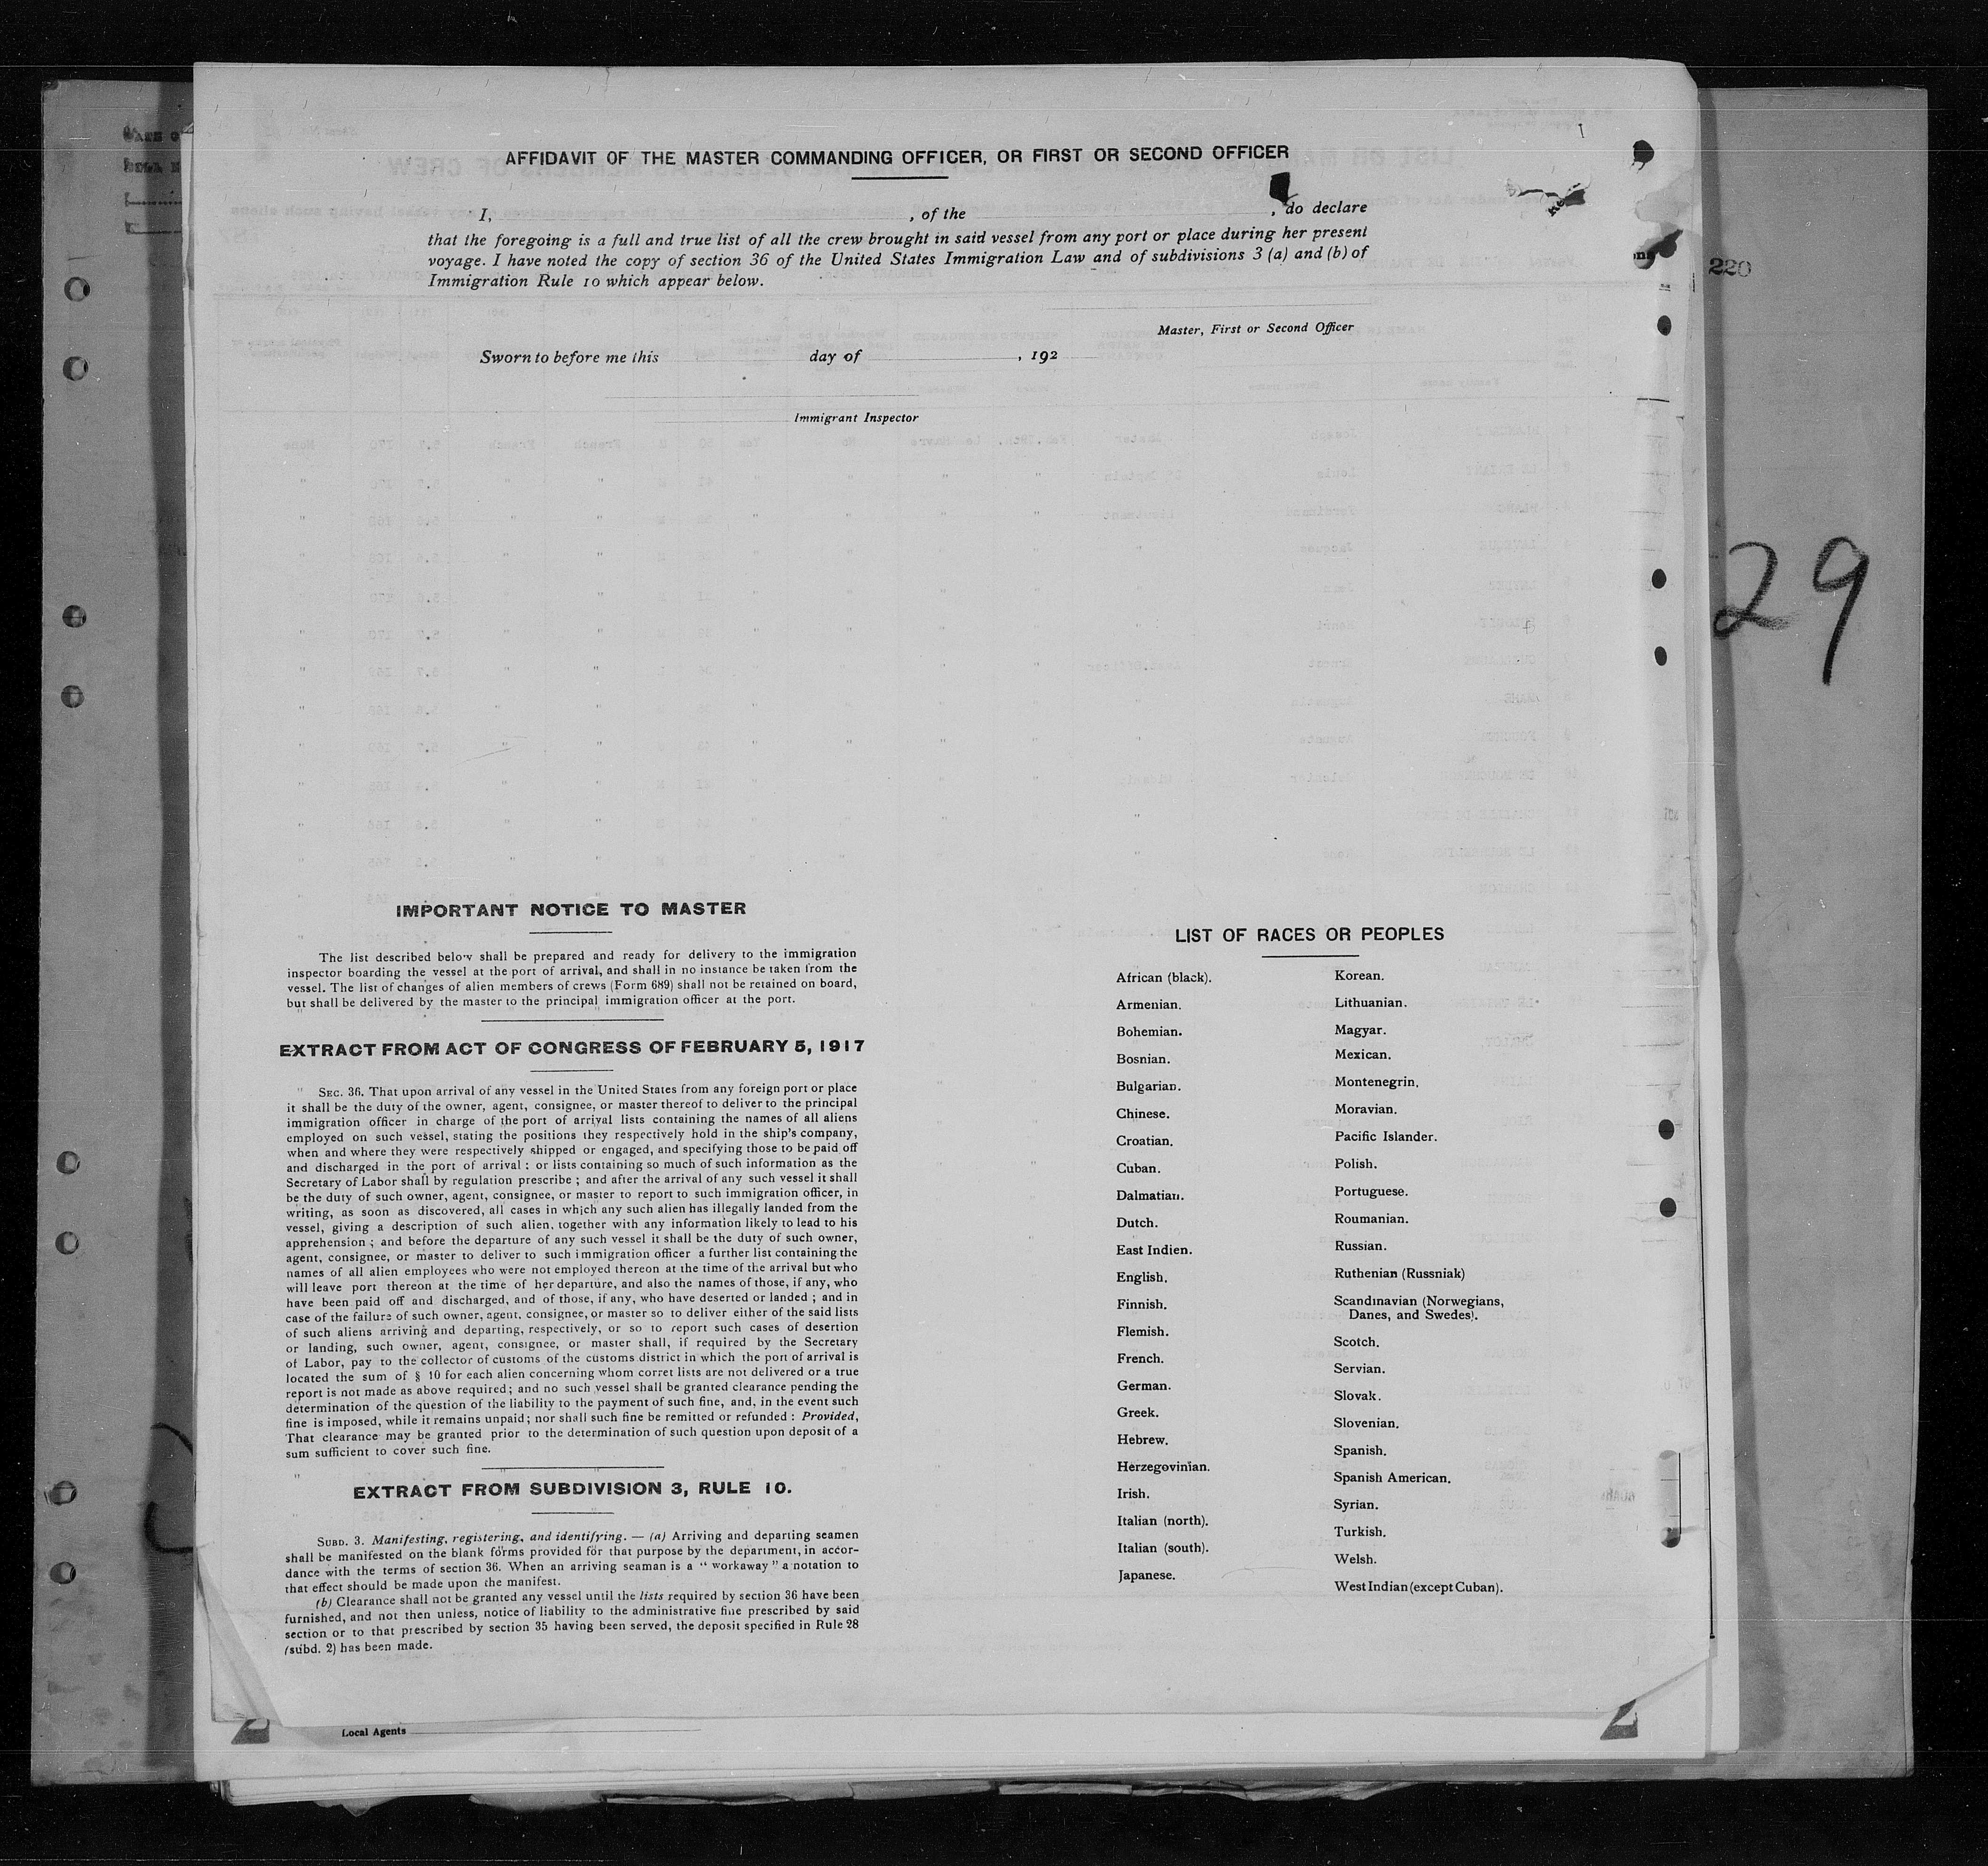 AFFIDAVIT OF THE MASTER COMMANDING OFFICER, OR FIRST OR SECOND OFFICER
I, , of the , do declare
that the foregoing is a full and true list of all the crew brought in said vessel from any port or place during her present
voyage. I have noted the copy of section 36 of the United States Immigration Law and of subdivisions 3 (a) and (b) of
Immigration Rule 10 which appear below.
Master, First or Second Officer
Sworn to before me this day of , 192
Immigrant Inspector
220
29
IMPORTANT NOTICE TO MASTER
The list described below shall be prepared and ready for delivery to the immigration
inspector boarding the vessel at the port of arrival, and shall in no instance be taken from the
vessel. The list of changes of alien members of crews (Form 689) shall not be retained on board,
but shall be delivered by the master to the principal immigration officer at the port.
EXTRACT FROM ACT OF CONGRESS OF FEBRUARY 5, 1917
SEC. 36. That upon arrival of any vessel in the United States from any foreign port or place
it shall be the duty of the owner, agent, consignee, or master thereof to deliver to the principal
immigration officer in charge of the port of arrival lists containing the names of all aliens
employed on such vessel, stating the positions they respectively hold in the ship's company,
when and where they were respectively shipped or engaged, and specifying those to be paid off
and discharged in the port of arrival : or lists containing so much of such information as the
Secretary of Labor shall by regulation prescribe ; and after the arrival of any such vessel it shall
be the duty of such owner, agent, consignee, or master to report to such immigration officer, in
writing, as soon as discovered, all cases in which any such alien has illegally landed from the
vessel, giving a description of such alien, together with any information likely to lead to his
apprehension ; and before the departure of any such vessel it shall be the duty of such owner,
agent, consignee, or master to deliver to such immigration officer a further list containing the
names of all alien employees who were not employed thereon at the time of the arrival but who
will leave port thereon at the time of her departure, and also the names of those, if any, who
have been paid off and discharged, and of those, if any, who have deserted or landed ; and in
case of the failure of such owner, agent, consignee, or master so to deliver either of the said lists
of such aliens arriving and departing, respectively, or so to report such cases of desertion
or landing, such owner, agent, consignee, or master shall, if required by the Secretary
of Labor, pay to the collector of customs of the customs district in which the port of arrival is
located the sum of § 10 for each alien concerning whom corret lists are not delivered or a true
report is not made as above required; and no such vessel shall be granted clearance pending the
determination of the question of the liability to the payment of such fine, and, in the event such
fine is imposed, while it remains unpaid; nor shall such fine be remitted or refunded : Provided,
That clearance may be granted prior to the determination of such question upon deposit of a
sum sufficient to cover such fine.
EXTRACT FROM SUBDIVISION 3, RULE 10.
SUBD. 3. Manifesting, registering, and identifying. — (a) Arriving and departing seamen
shall be manifested on the blank forms provided for that purpose by the department, in accor-
dance with the terms of section 36. When an arriving seaman is a “ workaway ” a notation to
that effect should be made upon the manifest.
(b) Clearance shall not be granted any vessel until the lists required by section 36 have been
furnished, and not then unless, notice of liability to the administrative fine prescribed by said
section or to that prescribed by section 35 having been served, the deposit specified in Rule 28
(subd. 2) has been made.
LIST OF RACES OR PEOPLES
African (black).
Armenian.
Bohemian.
Bosnian.
Bulgarian.
Chinese.
Croatian.
Cuban.
Dalmatian.
Dutch.
East Indien.
English.
Finnish.
Flemish.
French.
German.
Greek.
Hebrew.
Herzegovinian.
Irish.
Italian (north).
Italian (south).
Japanese.
Korean.
Lithuanian.
Magyar.
Mexican.
Montenegrin.
Moravian.
Pacific Islander.
Polish.
Portuguese.
Roumanian.
Russian.
Ruthenian (Russniak)
Scandinavian (Norwegians,
Danes, and Swedes).
Scotch.
Servian.
Slovak.
Slovenian.
Spanish.
Spanish American.
Syrian.
Turkish.
Welsh.
West Indian (except Cuban).
Local Agents